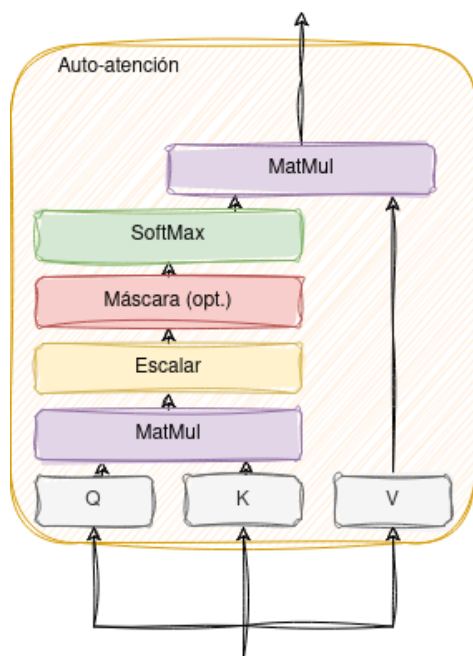 Auto-atención
MatMul
SoftMax
Máscara (opt.)
Escalar
MatMul
Q
K
V